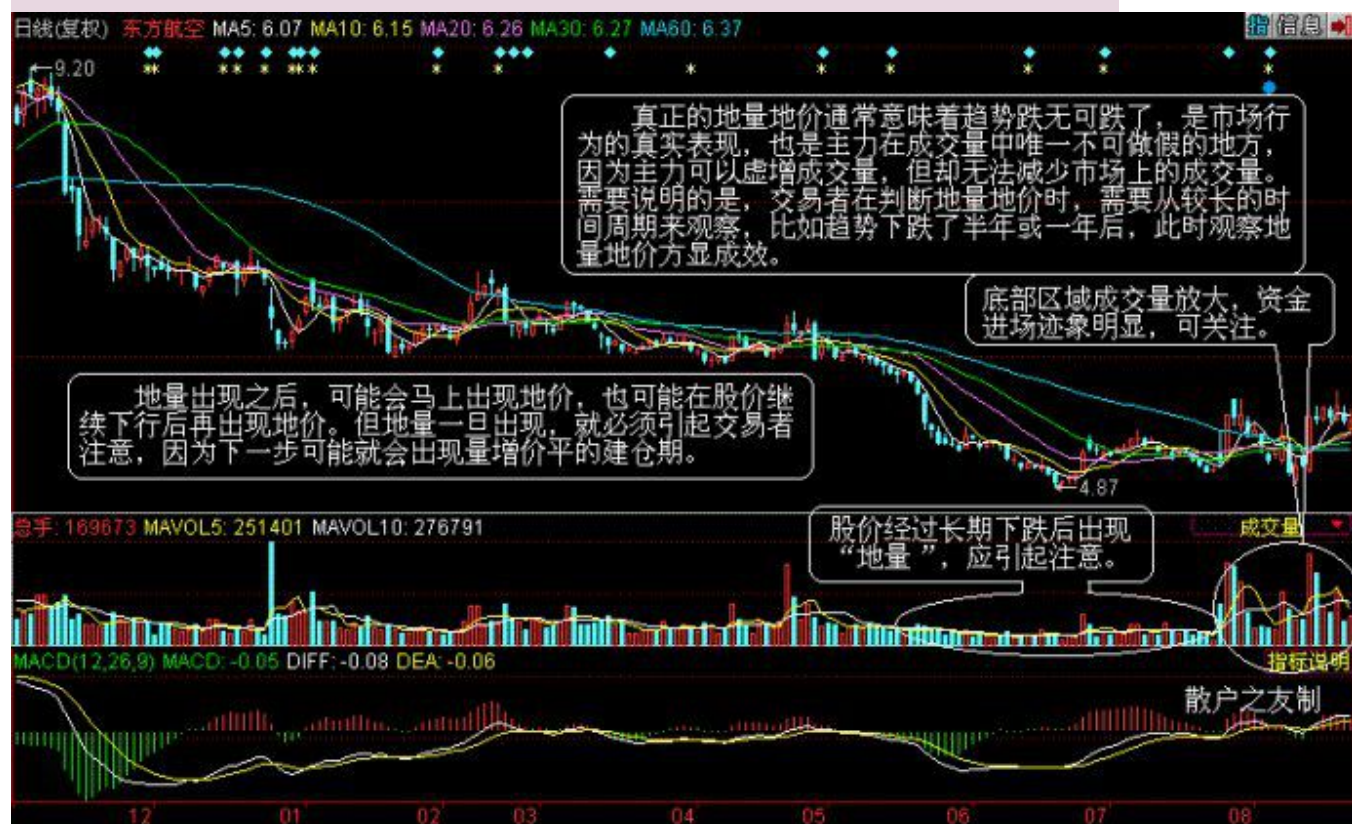 日线(复权) 东方航空 MA5: 6.07 MA10: 6.15 MA20: 6.26 MA30: 6.27 MA60: 6.37 指 信息
9.20
真正的地量地价通常意味着趋势跌无可跌了，是市场行
为的真实表现，也是主力在成交量中唯一不可做假的地方，
因为主力可以虚增成交量，但却无法减少市场上的成交量。
需要说明的是，交易者在判断地量地价时，需要从较长的时
间周期来观察，比如趋势下跌了半年或一年后，此时观察地
量地价方显成效。
底部区域成交量放大，资金
进场迹象明显，可关注。
地量出现之后，可能会马上出现地价，也可能在股价继
续下行后再出现地价。但地量一旦出现，就必须引起交易者
注意，因为下一步可能就会出现量增价平的建仓期。
4.87
总手: 169673 MAVOL5: 251401 MAVOL10: 276791
成交量
股价经过长期下跌后出现
“地量”，应引起注意。
MACD(12,26,9) MACD: -0.05 DIFF: -0.08 DEA: -0.06
指标说明
散户之友制
12 01 02 03 04 05 06 07 08